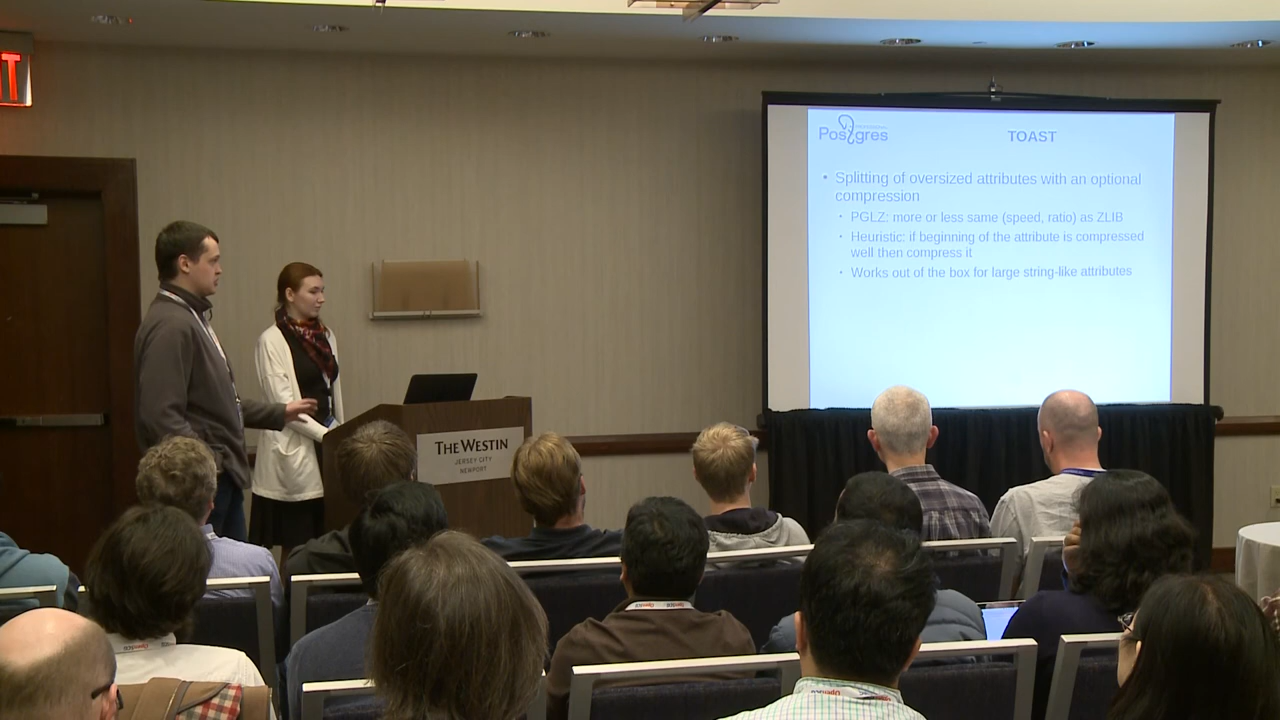 IT
Postgres
TOAST
• Splitting of oversized attributes with an optional
compression
• PGLZ: more or less same (speed, ratio) as ZLIB
• Heuristic: if beginning of the attribute is compressed
well then compress it
• Works out of the box for large string-like attributes
THE WESTIN
JERSEY CITY
NEWPORT